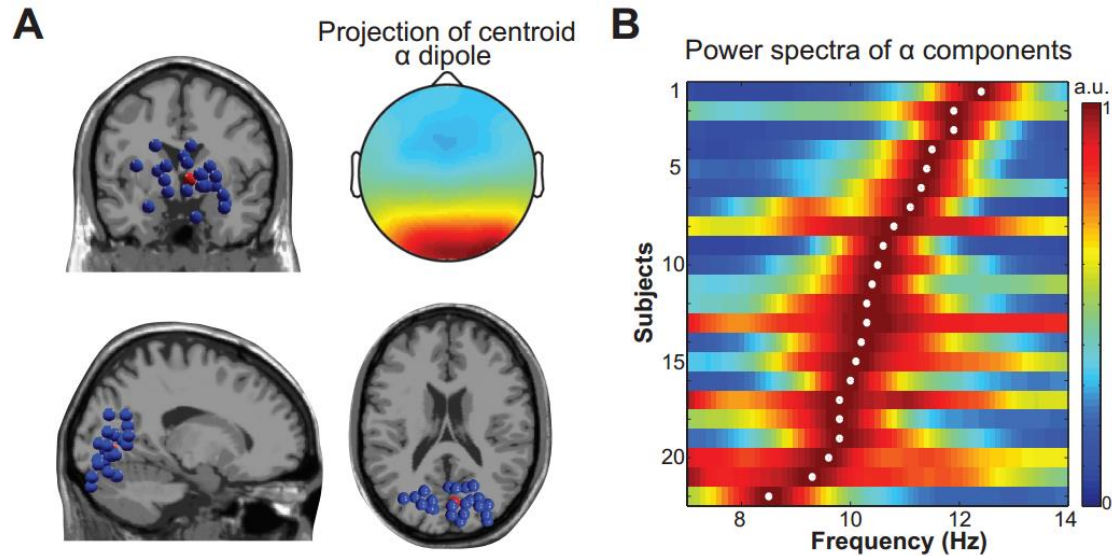 A
Projection of centroid
α dipole
B
Power spectra of α components
a.u.
1
0
1
5
10
15
20
Subjects
8
10
12
14
Frequency (Hz)